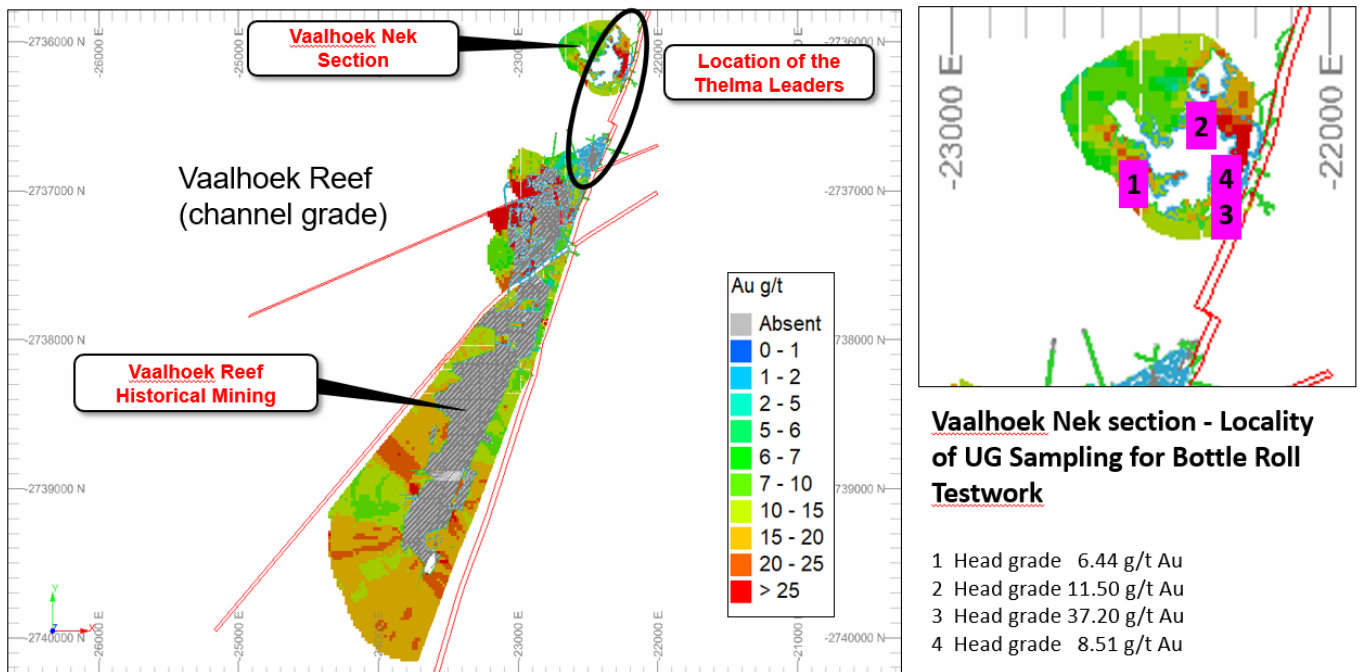 -2736000 N
-26000 E
-25000 E
-23000 E
-22000 E
-21000 E
-2736000 N
Vaalhoek Nek
Section
Location of the
Thelma Leaders
Vaalhoek Reef
(channel grade)
-2737000 N
-2737000 N
-2738000 N
-2738000 N
Vaalhoek Reef
Historical Mining
-2739000 N
-2739000 N
-2740000 N
-2740000 N
-26000 E
-25000 E
-23000 E
-22000 E
-21000 E
Y
Z
X
Au g/t
Absent
0 - 1
1 - 2
2 - 5
5 - 6
6 - 7
7 - 10
10 - 15
15 - 20
20 - 25
> 25
-23000 E
-22000 E
2
1
4
3
Vaalhoek Nek section - Locality
of UG Sampling for Bottle Roll
Testwork
1 Head grade 6.44 g/t Au
2 Head grade 11.50 g/t Au
3 Head grade 37.20 g/t Au
4 Head grade 8.51 g/t Au